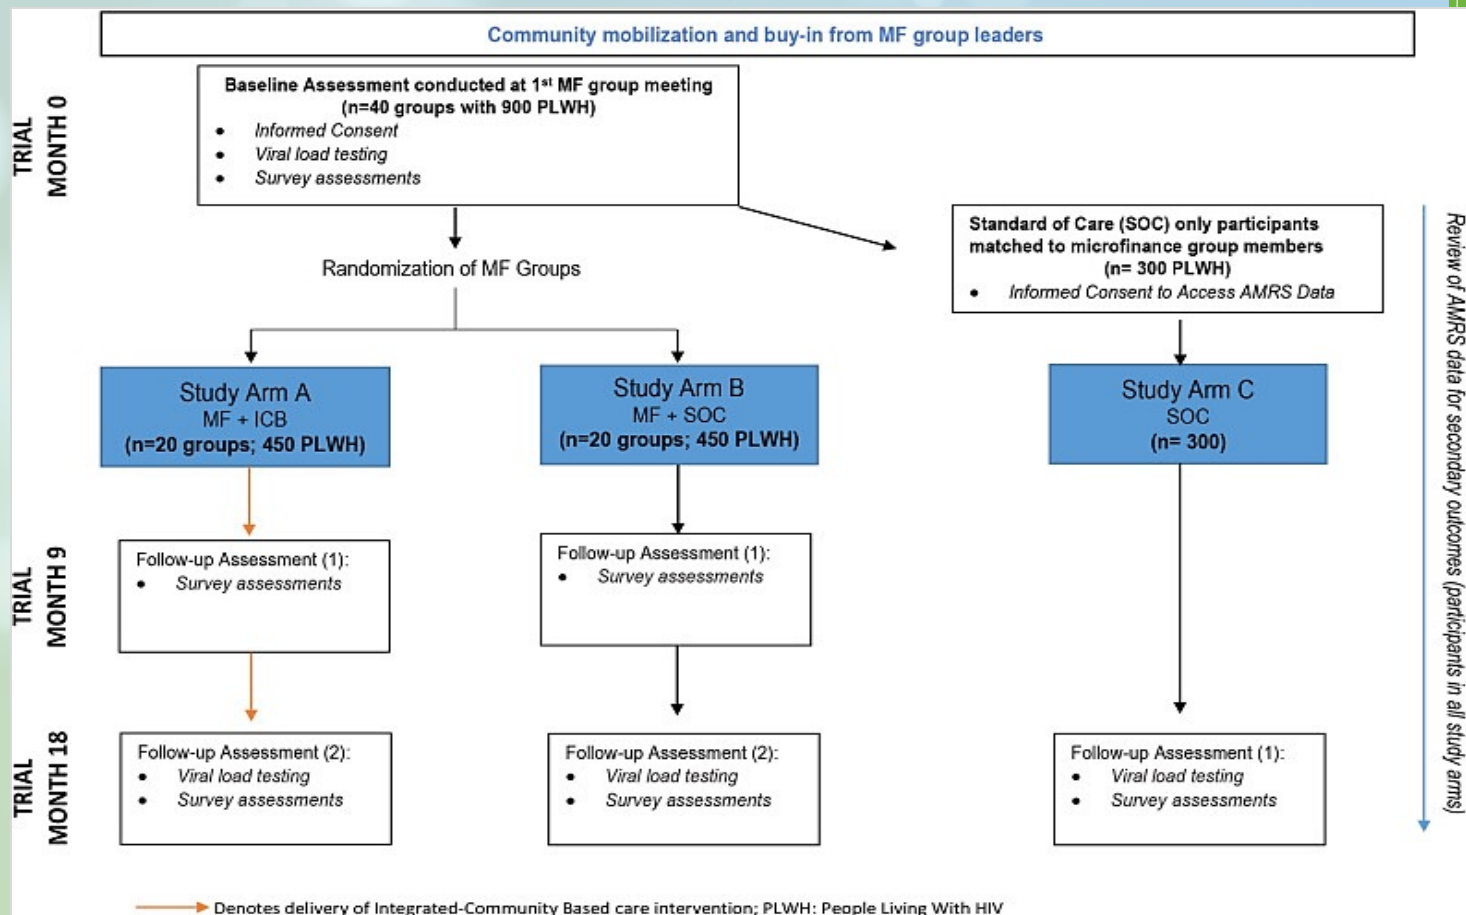 Community mobilization and buy-in from MF group leaders
TRIAL
MONTH 0
Baseline Assessment conducted at 1st MF group meeting
(n=40 groups with 900 PLWH)
• Informed Consent
• Viral load testing
• Survey assessments
Standard of Care (SOC) only participants
matched to microfinance group members
(n= 300 PLWH)
• Informed Consent to Access AMRS Data
Randomization of MF Groups
Study Arm A
MF + ICB
(n=20 groups; 450 PLWH)
Study Arm B
MF + SOC
(n=20 groups; 450 PLWH)
Study Arm C
SOC
(n= 300)
TRIAL
MONTH 9
Follow-up Assessment (1):
• Survey assessments
Follow-up Assessment (1):
• Survey assessments
TRIAL
MONTH 18
Follow-up Assessment (2):
• Viral load testing
• Survey assessments
Follow-up Assessment (2):
• Viral load testing
• Survey assessments
Follow-up Assessment (1):
• Viral load testing
• Survey assessments
Review of AMRS data for secondary outcomes (participants in all study arms)
Denotes delivery of Integrated-Community Based care intervention; PLWH: People Living With HIV